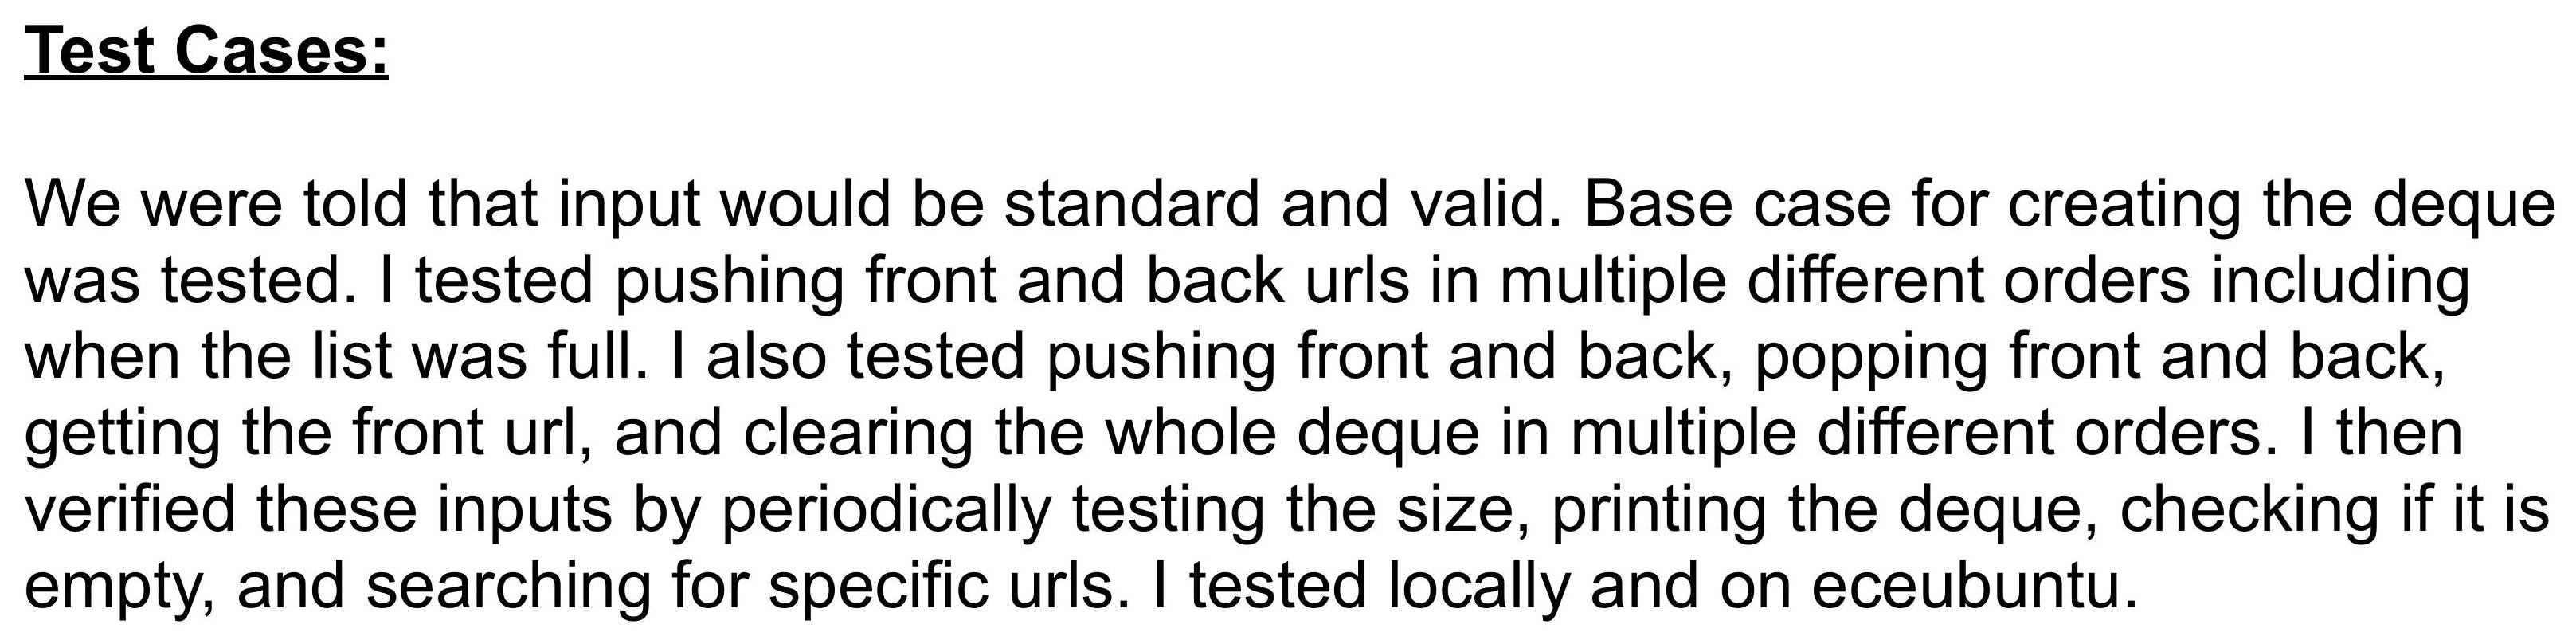 Test Cases:
We were told that input would be standard and valid. Base case for creating the deque
was tested. I tested pushing front and back urls in multiple different orders including
when the list was full. I also tested pushing front and back, popping front and back,
getting the front url, and clearing the whole deque in multiple different orders. I then
verified these inputs by periodically testing the size, printing the deque, checking if it is
empty, and searching for specific urls. I tested locally and on eceubuntu.